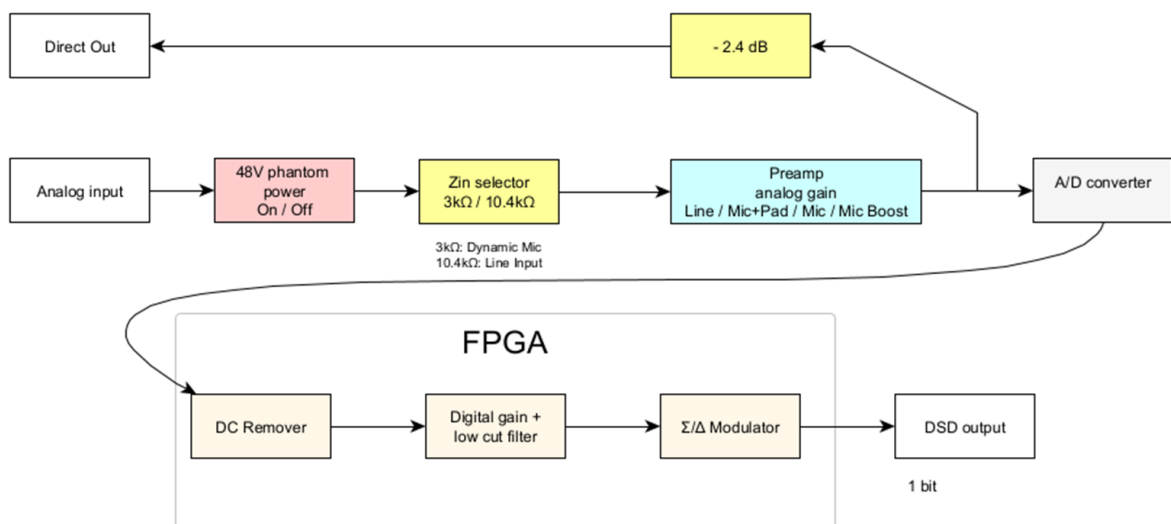 Direct Out
- 2.4 dB
Analog input
48V phantom
power
On / Off
Zin selector
3kΩ / 10.4kΩ
Preamp
analog gain
Line / Mic+Pad / Mic / Mic Boost
A/D converter
3kΩ: Dynamic Mic
10.4kΩ: Line Input
FPGA
DC Remover
Digital gain +
low cut filter
Σ/Δ Modulator
DSD output
1 bit